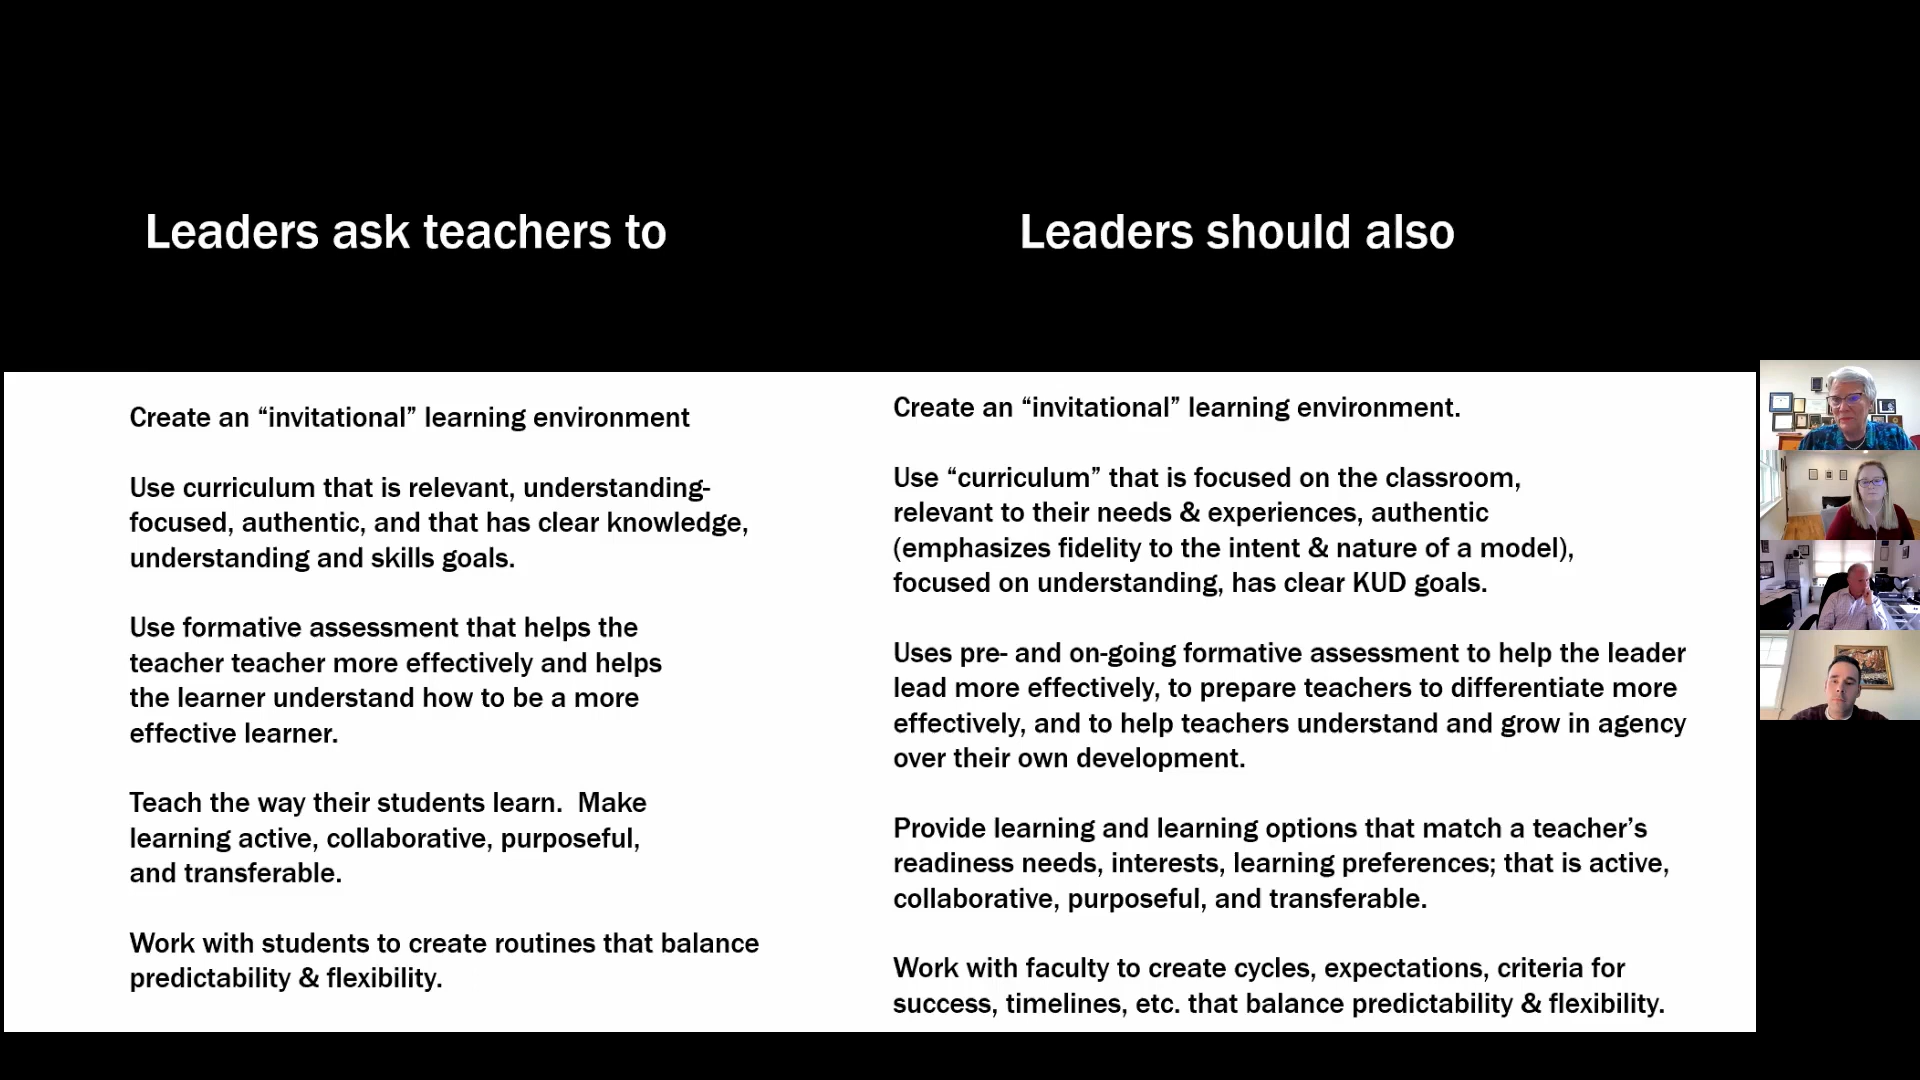 Leaders ask teachers to
Create an “invitational” learning environment
Use curriculum that is relevant, understanding-
focused, authentic, and that has clear knowledge,
understanding and skills goals.
Use formative assessment that helps the
teacher teacher more effectively and helps
the learner understand how to be a more
effective learner.
Teach the way their students learn.  Make
learning active, collaborative, purposeful,
and transferable.
Work with students to create routines that balance
predictability & flexibility.
Leaders should also
Create an “invitational” learning environment.
Use “curriculum” that is focused on the classroom,
relevant to their needs & experiences, authentic
(emphasizes fidelity to the intent & nature of a model),
focused on understanding, has clear KUD goals.
Uses pre- and on-going formative assessment to help the leader
lead more effectively, to prepare teachers to differentiate more
effectively, and to help teachers understand and grow in agency
over their own development.
Provide learning and learning options that match a teacher’s
readiness needs, interests, learning preferences; that is active,
collaborative, purposeful, and transferable.
Work with faculty to create cycles, expectations, criteria for
success, timelines, etc. that balance predictability & flexibility.